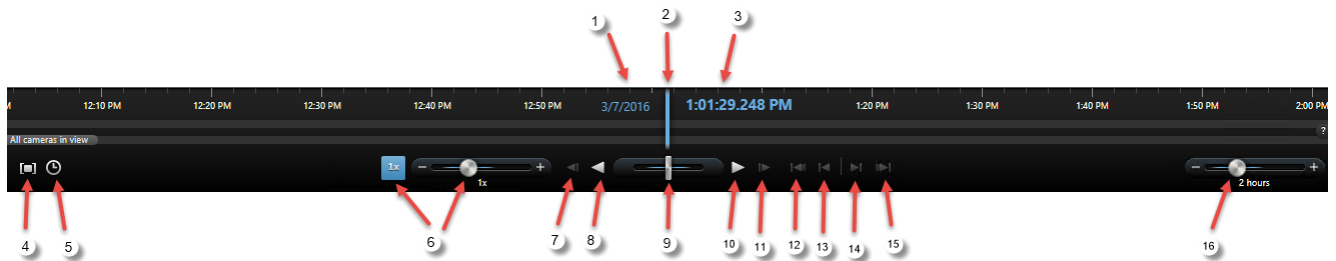 1 2 3
M 12:10 PM 12:20 PM 12:30 PM 12:40 PM 12:50 PM 3/7/2016 1:01:29.248 PM 1:20 PM 1:30 PM 1:40 PM 1:50 PM 2:00 PM
?
All cameras in view
1x − + − +
1x 2 hours
4 5 6 7 8 9 10 11 12 13 14 15 16